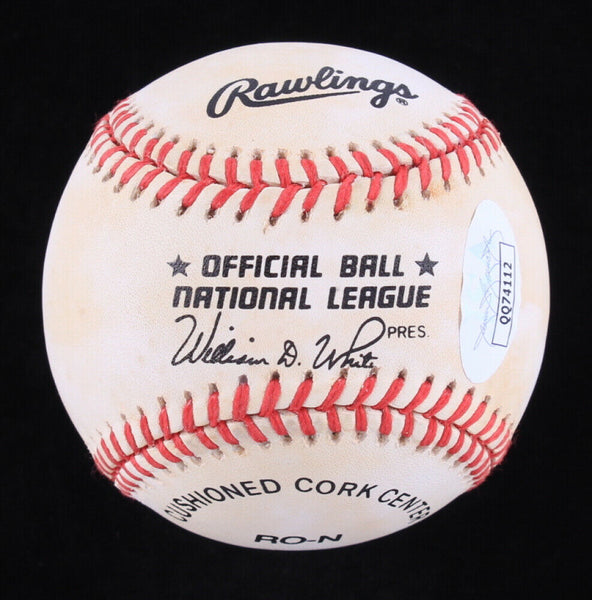 Rawlings®
★ OFFICIAL BALL ★
NATIONAL LEAGUE
William D. White PRES.
QQ74112
CUSHIONED CORK CENTER
RO-N